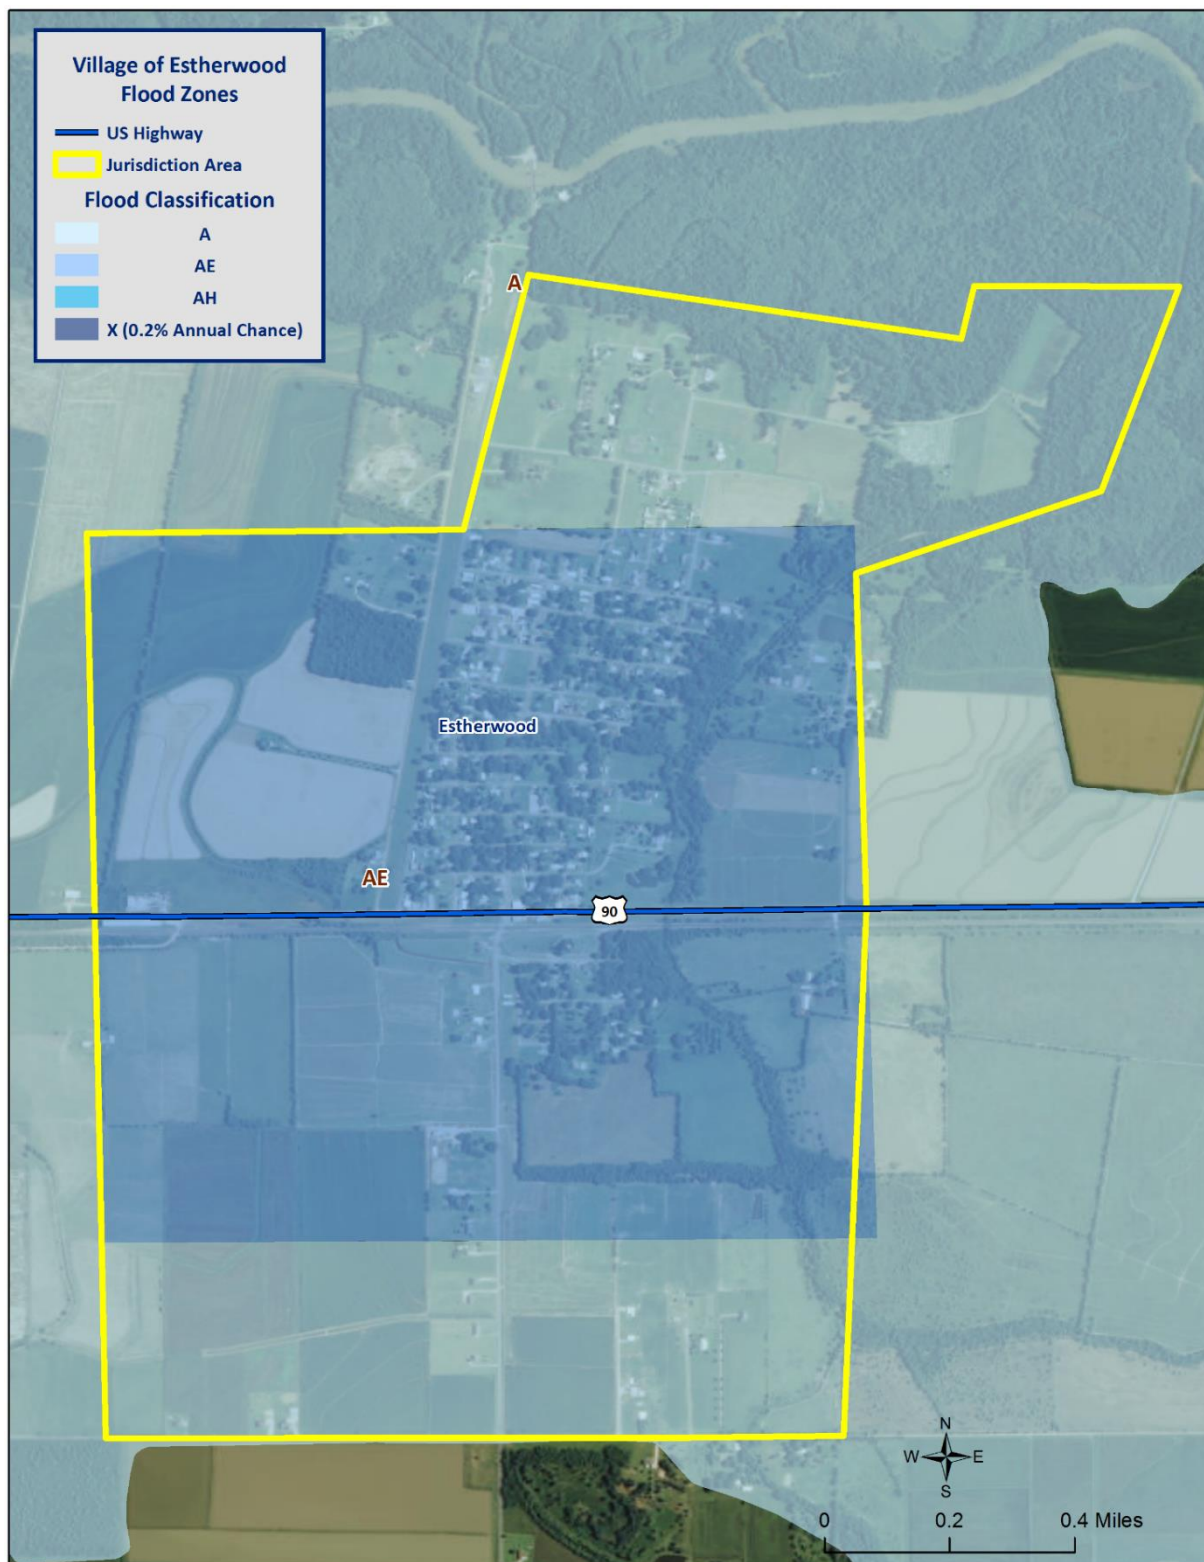 Village of Estherwood
Flood Zones
US Highway
Jurisdiction Area
Flood Classification
A
AE
AH
X (0.2% Annual Chance)
A
Estherwood
AE
90
N
W E
S
0 0.2 0.4 Miles